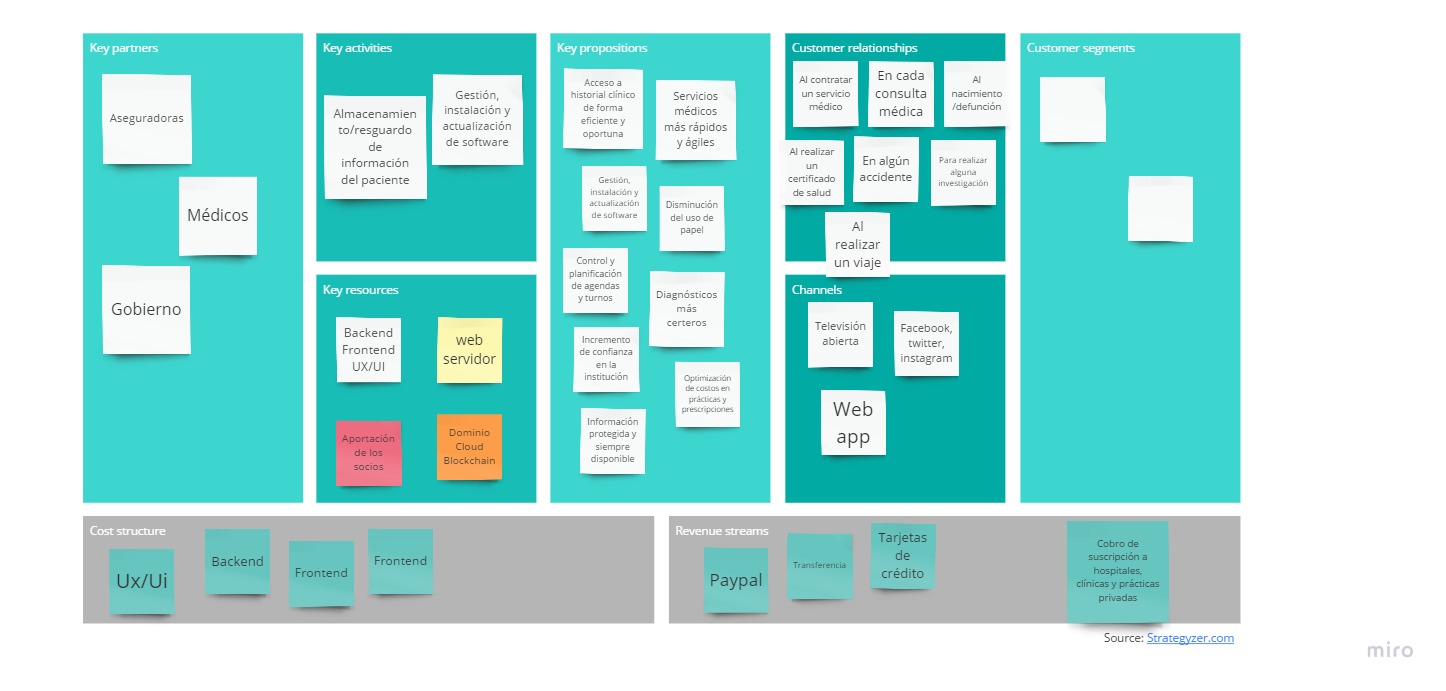 Key partners
Aseguradoras
Médicos
Gobierno
Key activities
Almacenamien
to/resguardo
de
información
del paciente
Gestión,
instalación y
actualización
de software
Key resources
Backend
Frontend
UX/UI
web
servidor
Aportación
de los
socios
Dominio
Cloud
Blockchain
Key propositions
Acceso a
historial clínico
de forma
eficiente y
oportuna
Servicios
médicos
más rápidos
y ágiles
Gestión,
instalación y
actualización
de software
Disminución
del uso de
papel
Control y
planificación
de agendas
y turnos
Diagnósticos
más
certeros
Incremento
de confianza
en la
institución
Optimización
de costos en
prácticas y
prescripciones
Información
protegida y
siempre
disponible
Customer relationships
Al contratar
un servicio
médico
En cada
consulta
médica
Al
nacimiento
/defunción
Al realizar
un
certificado
de salud
En algún
accidente
Para realizar
alguna
investigación
Al
realizar
un viaje
Channels
Televisión
abierta
Facebook,
twitter,
instagram
Web
app
Customer segments
Cost structure
Ux/Ui
Backend
Frontend
Frontend
Revenue streams
Paypal
Transferencia
Tarjetas
de
crédito
Cobro de
suscripción a
hospitales,
clínicas y prácticas
privadas
Source: Strategyzer.com
miro